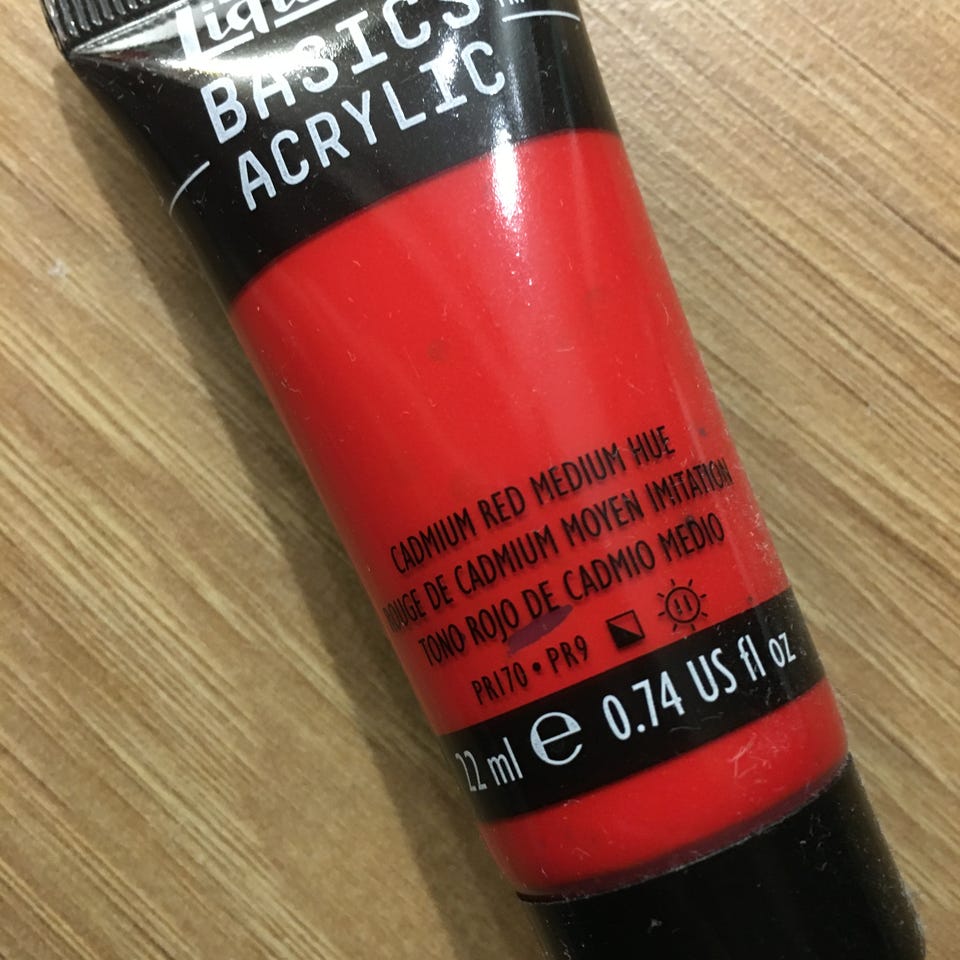 BASICS
ACRYLIC
CADMIUM RED MEDIUM HUE
ROUGE DE CADMIUM MOYEN IMITATION
TONO ROJO DE CADMIO MEDIO
PR170 • PR9
22 ml e 0.74 US fl oz